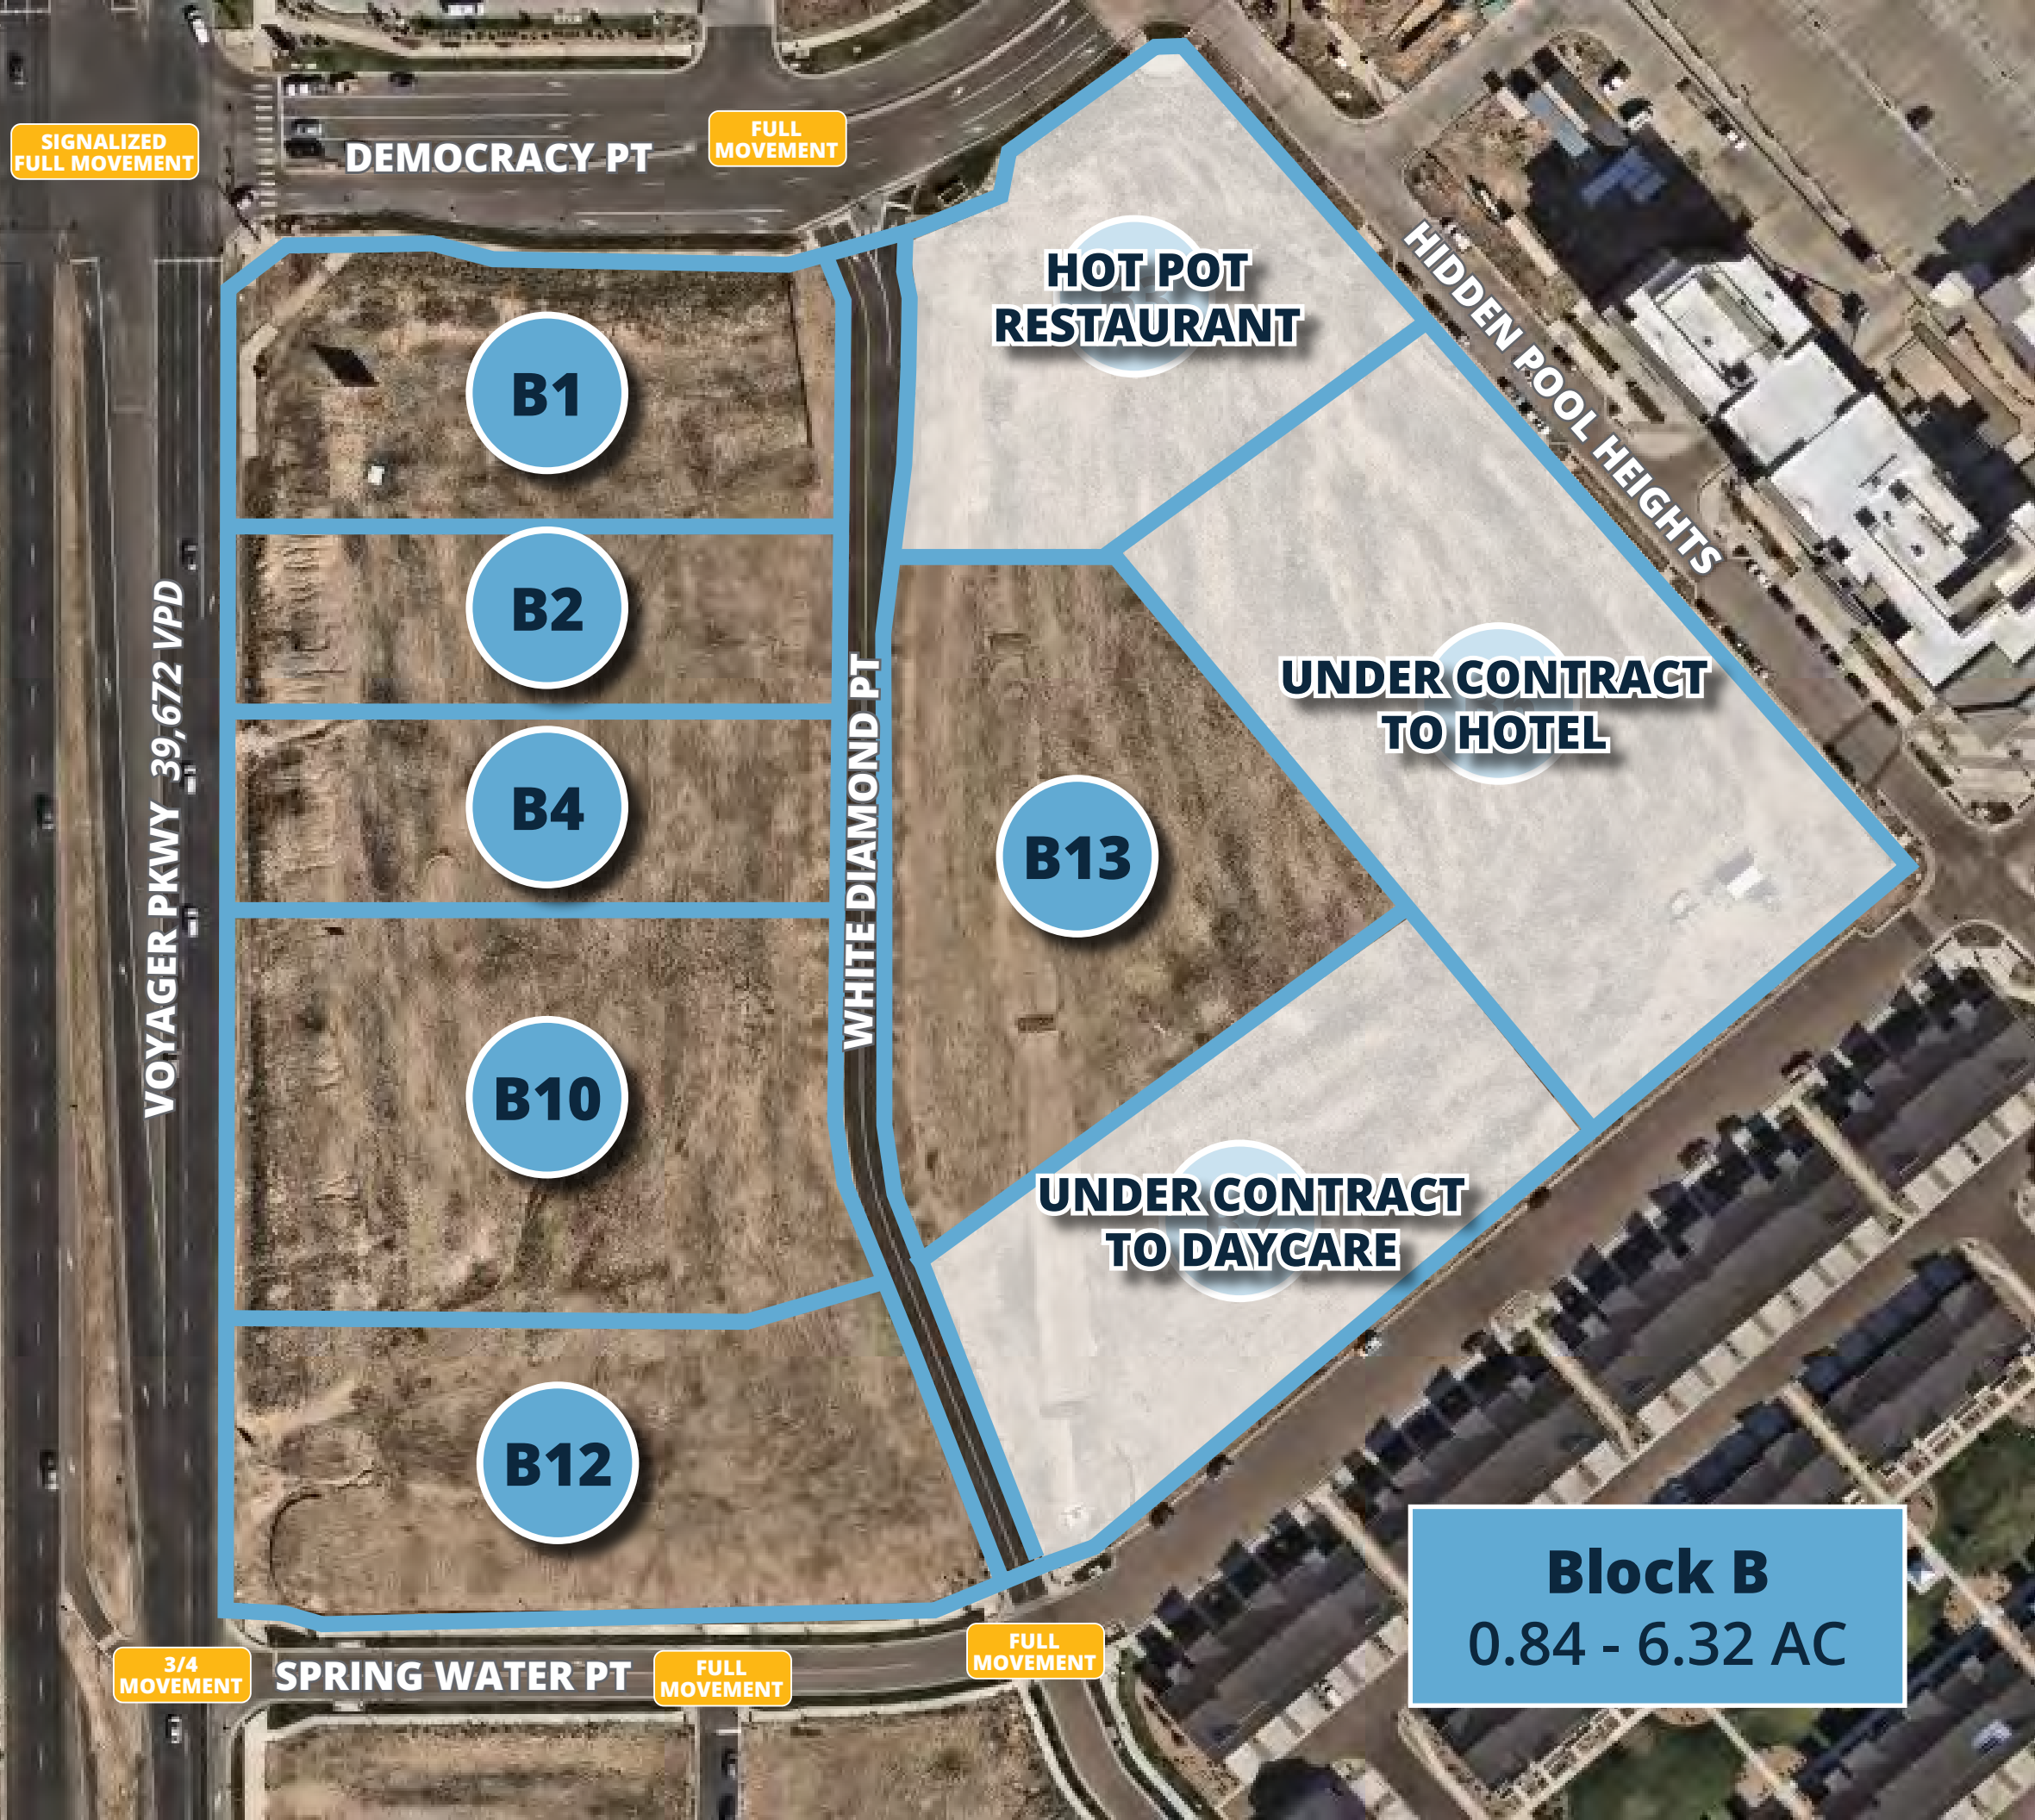 SIGNALIZED
FULL MOVEMENT
DEMOCRACY PT
FULL
MOVEMENT
HOT POT
RESTAURANT
HIDDEN POOL HEIGHTS
B1
B2
B4
B10
B12
B13
VOYAGER PKWY 39,672 VPD
WHITE DIAMOND PT
UNDER CONTRACT
TO HOTEL
UNDER CONTRACT
TO DAYCARE
Block B
0.84 - 6.32 AC
3/4
MOVEMENT
SPRING WATER PT
FULL
MOVEMENT
FULL
MOVEMENT